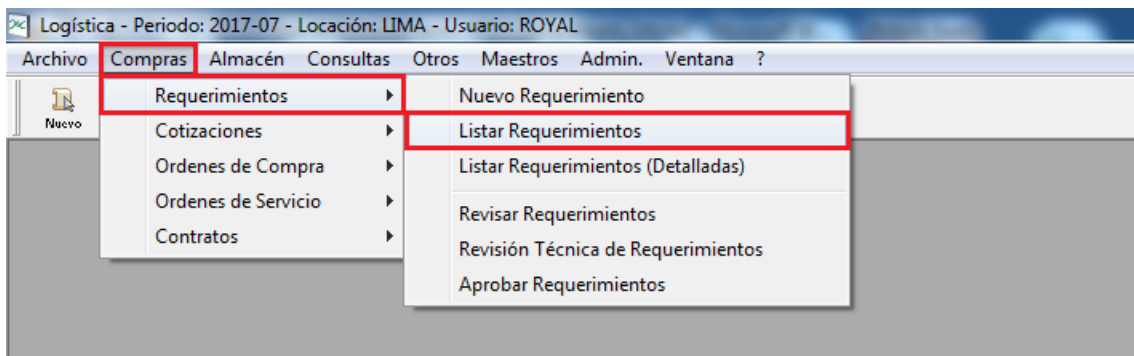 Logística - Periodo: 2017-07 - Locación: LIMA - Usuario: ROYAL
Archivo Compras Almacén Consultas Otros Maestros Admin. Ventana ?
Nuevo
Requerimientos
Cotizaciones
Ordenes de Compra
Ordenes de Servicio
Contratos
Nuevo Requerimiento
Listar Requerimientos
Listar Requerimientos (Detalladas)
Revisar Requerimientos
Revisión Técnica de Requerimientos
Aprobar Requerimientos